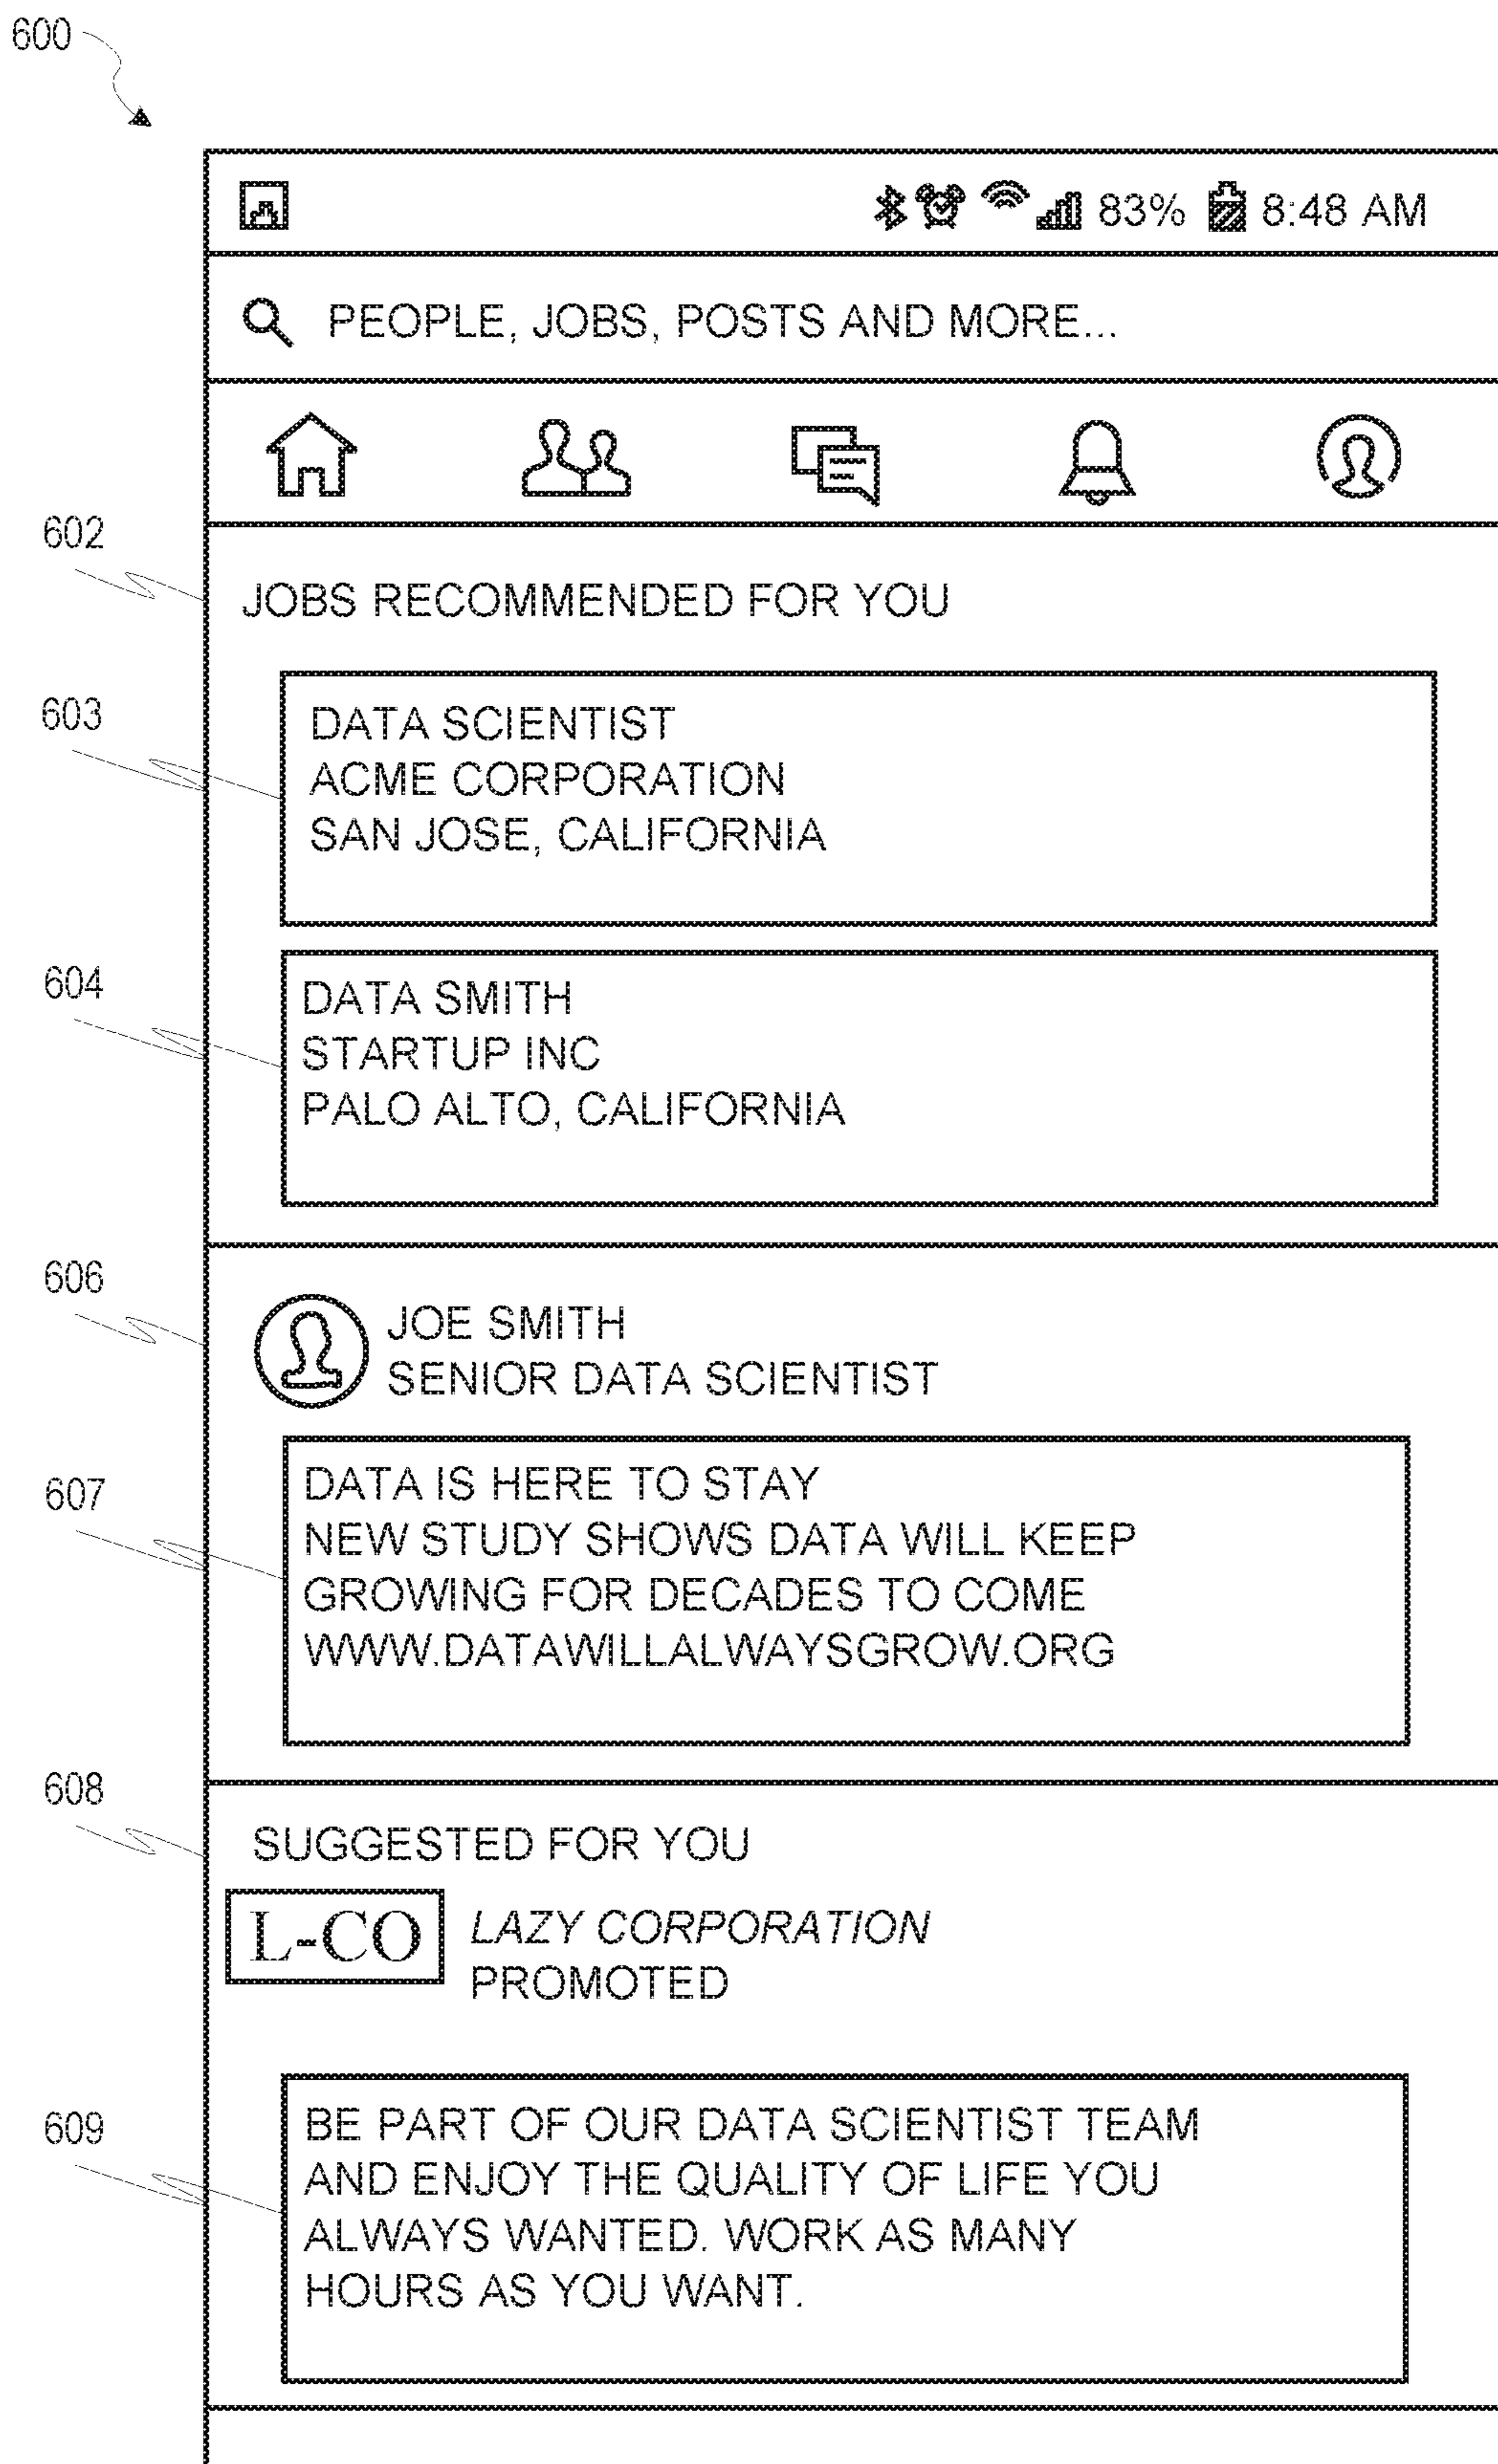 600
83% 8:48 AM
PEOPLE, JOBS, POSTS AND MORE...
602
JOBS RECOMMENDED FOR YOU
603
DATA SCIENTIST
ACME CORPORATION
SAN JOSE, CALIFORNIA
604
DATA SMITH
STARTUP INC
PALO ALTO, CALIFORNIA
606
JOE SMITH
SENIOR DATA SCIENTIST
607
DATA IS HERE TO STAY
NEW STUDY SHOWS DATA WILL KEEP
GROWING FOR DECADES TO COME
WWW.DATAWILLALWAYSGROW.ORG
608
SUGGESTED FOR YOU
L-CO
LAZY CORPORATION
PROMOTED
609
BE PART OF OUR DATA SCIENTIST TEAM
AND ENJOY THE QUALITY OF LIFE YOU
ALWAYS WANTED. WORK AS MANY
HOURS AS YOU WANT.